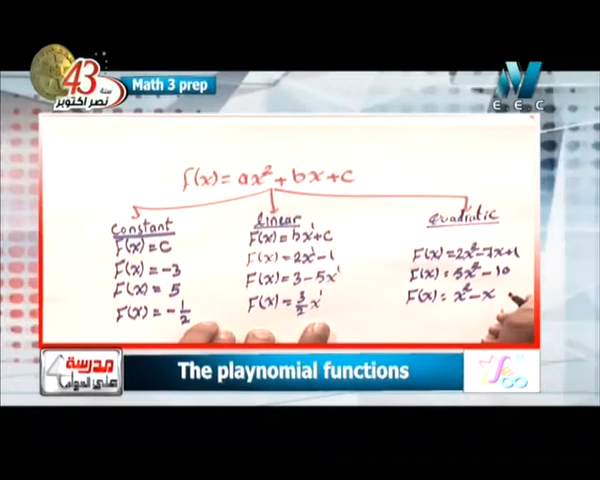 43
سنة
نصر اكتوبر
Math 3 prep
E E C
f(x) = ax² + bx + c
constant
F(x) = c
F(x) = -3
F(x) = 5
F(x) = -1/2
linear
F(x) = bx¹ + c
F(x) = 2x¹ - 1
F(x) = 3 - 5x¹
F(x) = 3/2 x¹
quadratic
F(x) = 2x² - 7x + 1
F(x) = 5x² - 10
F(x) = x² - x
مدرسة
على الهواء
The playnomial functions